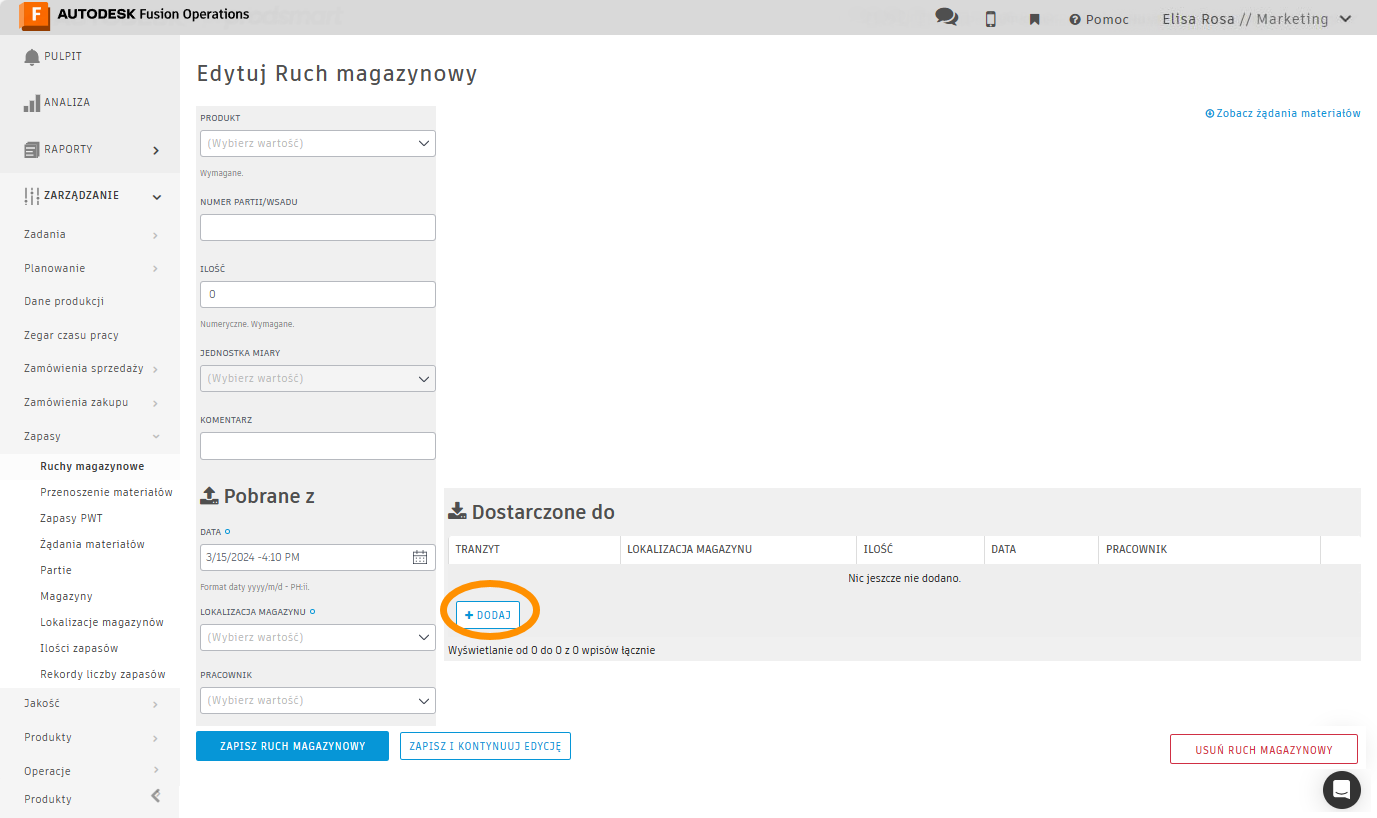 F AUTODESK Fusion Operations
Pomoc
Elisa Rosa // Marketing
PULPIT
ANALIZA
RAPORTY
ZARZĄDZANIE
Zadania
Planowanie
Dane produkcji
Zegar czasu pracy
Zamówienia sprzedaży
Zamówienia zakupu
Zapasy
Ruchy magazynowe
Przenoszenie materiałów
Zapasy PWT
Żądania materiałów
Partie
Magazyny
Lokalizacje magazynów
Ilości zapasów
Rekordy liczby zapasów
Jakość
Produkty
Operacje
Produkty
Edytuj Ruch magazynowy
Zobacz żądania materiałów
PRODUKT
(Wybierz wartość)
Wymagane.
NUMER PARTII/WSADU
ILOŚĆ
0
Numeryczne. Wymagane.
JEDNOSTKA MIARY
(Wybierz wartość)
KOMENTARZ
Pobrane z
DATA
3/15/2024 -4:10 PM
Format daty yyyy/m/d - PH:ii.
LOKALIZACJA MAGAZYNU
(Wybierz wartość)
PRACOWNIK
(Wybierz wartość)
Dostarczone do
TRANZYT LOKALIZACJA MAGAZYNU ILOŚĆ DATA PRACOWNIK
Nic jeszcze nie dodano.
+ DODAJ
Wyświetlanie od 0 do 0 z 0 wpisów łącznie
ZAPISZ RUCH MAGAZYNOWY
ZAPISZ I KONTYNUUJ EDYCJĘ
USUŃ RUCH MAGAZYNOWY